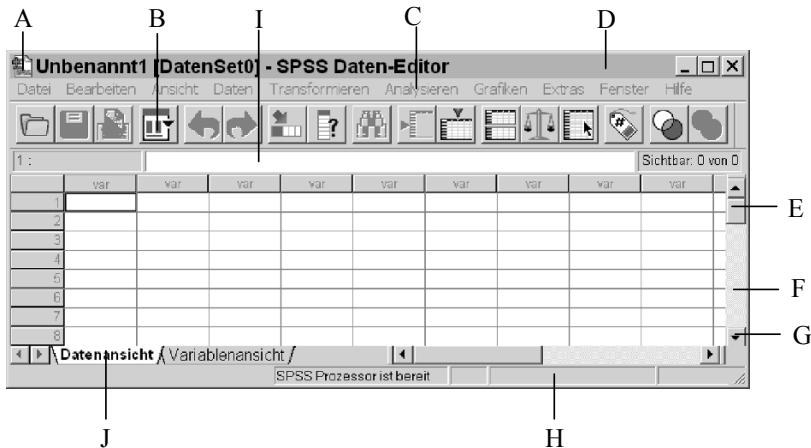 A B I C D
Unbenannt1 [DatenSet0] - SPSS Daten-Editor
Datei Bearbeiten Ansicht Daten Transformieren Analysieren Grafiken Extras Fenster Hilfe
1 :
Sichtbar: 0 von 0
var var var var var var var var var
1
E
2
3
4
5
F
6
7
8
G
Datenansicht Variablenansicht
SPSS Prozessor ist bereit
J H